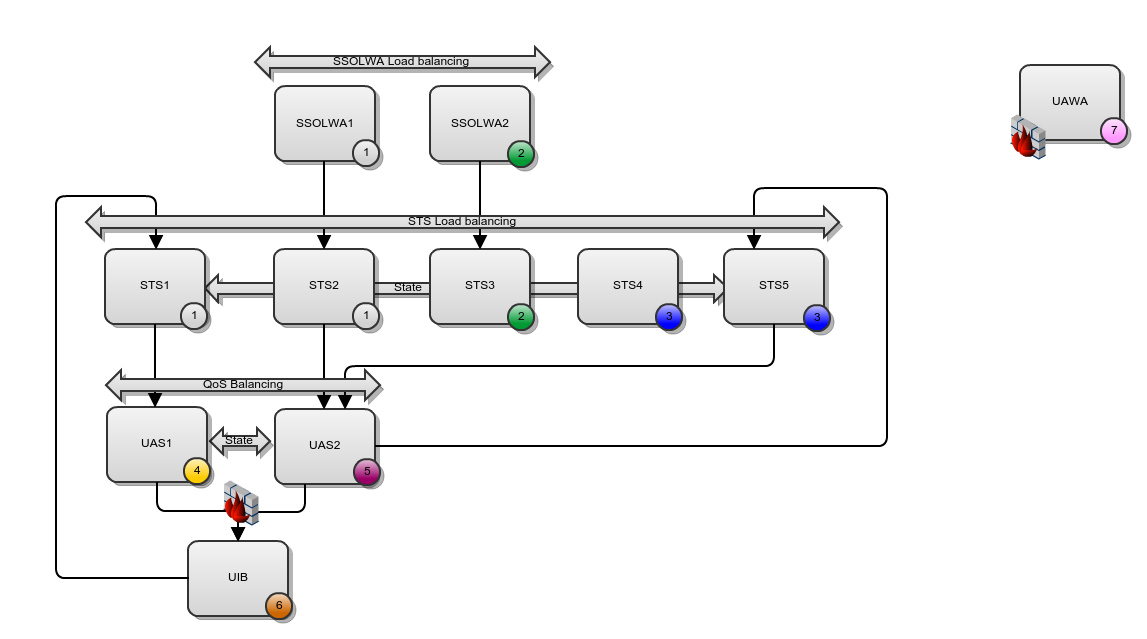 SSOLWA Load balancing
UAWA
7
SSOLWA1
1
SSOLWA2
2
STS Load balancing
STS1
1
STS2
1
State
STS3
2
STS4
3
STS5
3
QoS Balancing
UAS1
4
State
UAS2
5
UIB
6